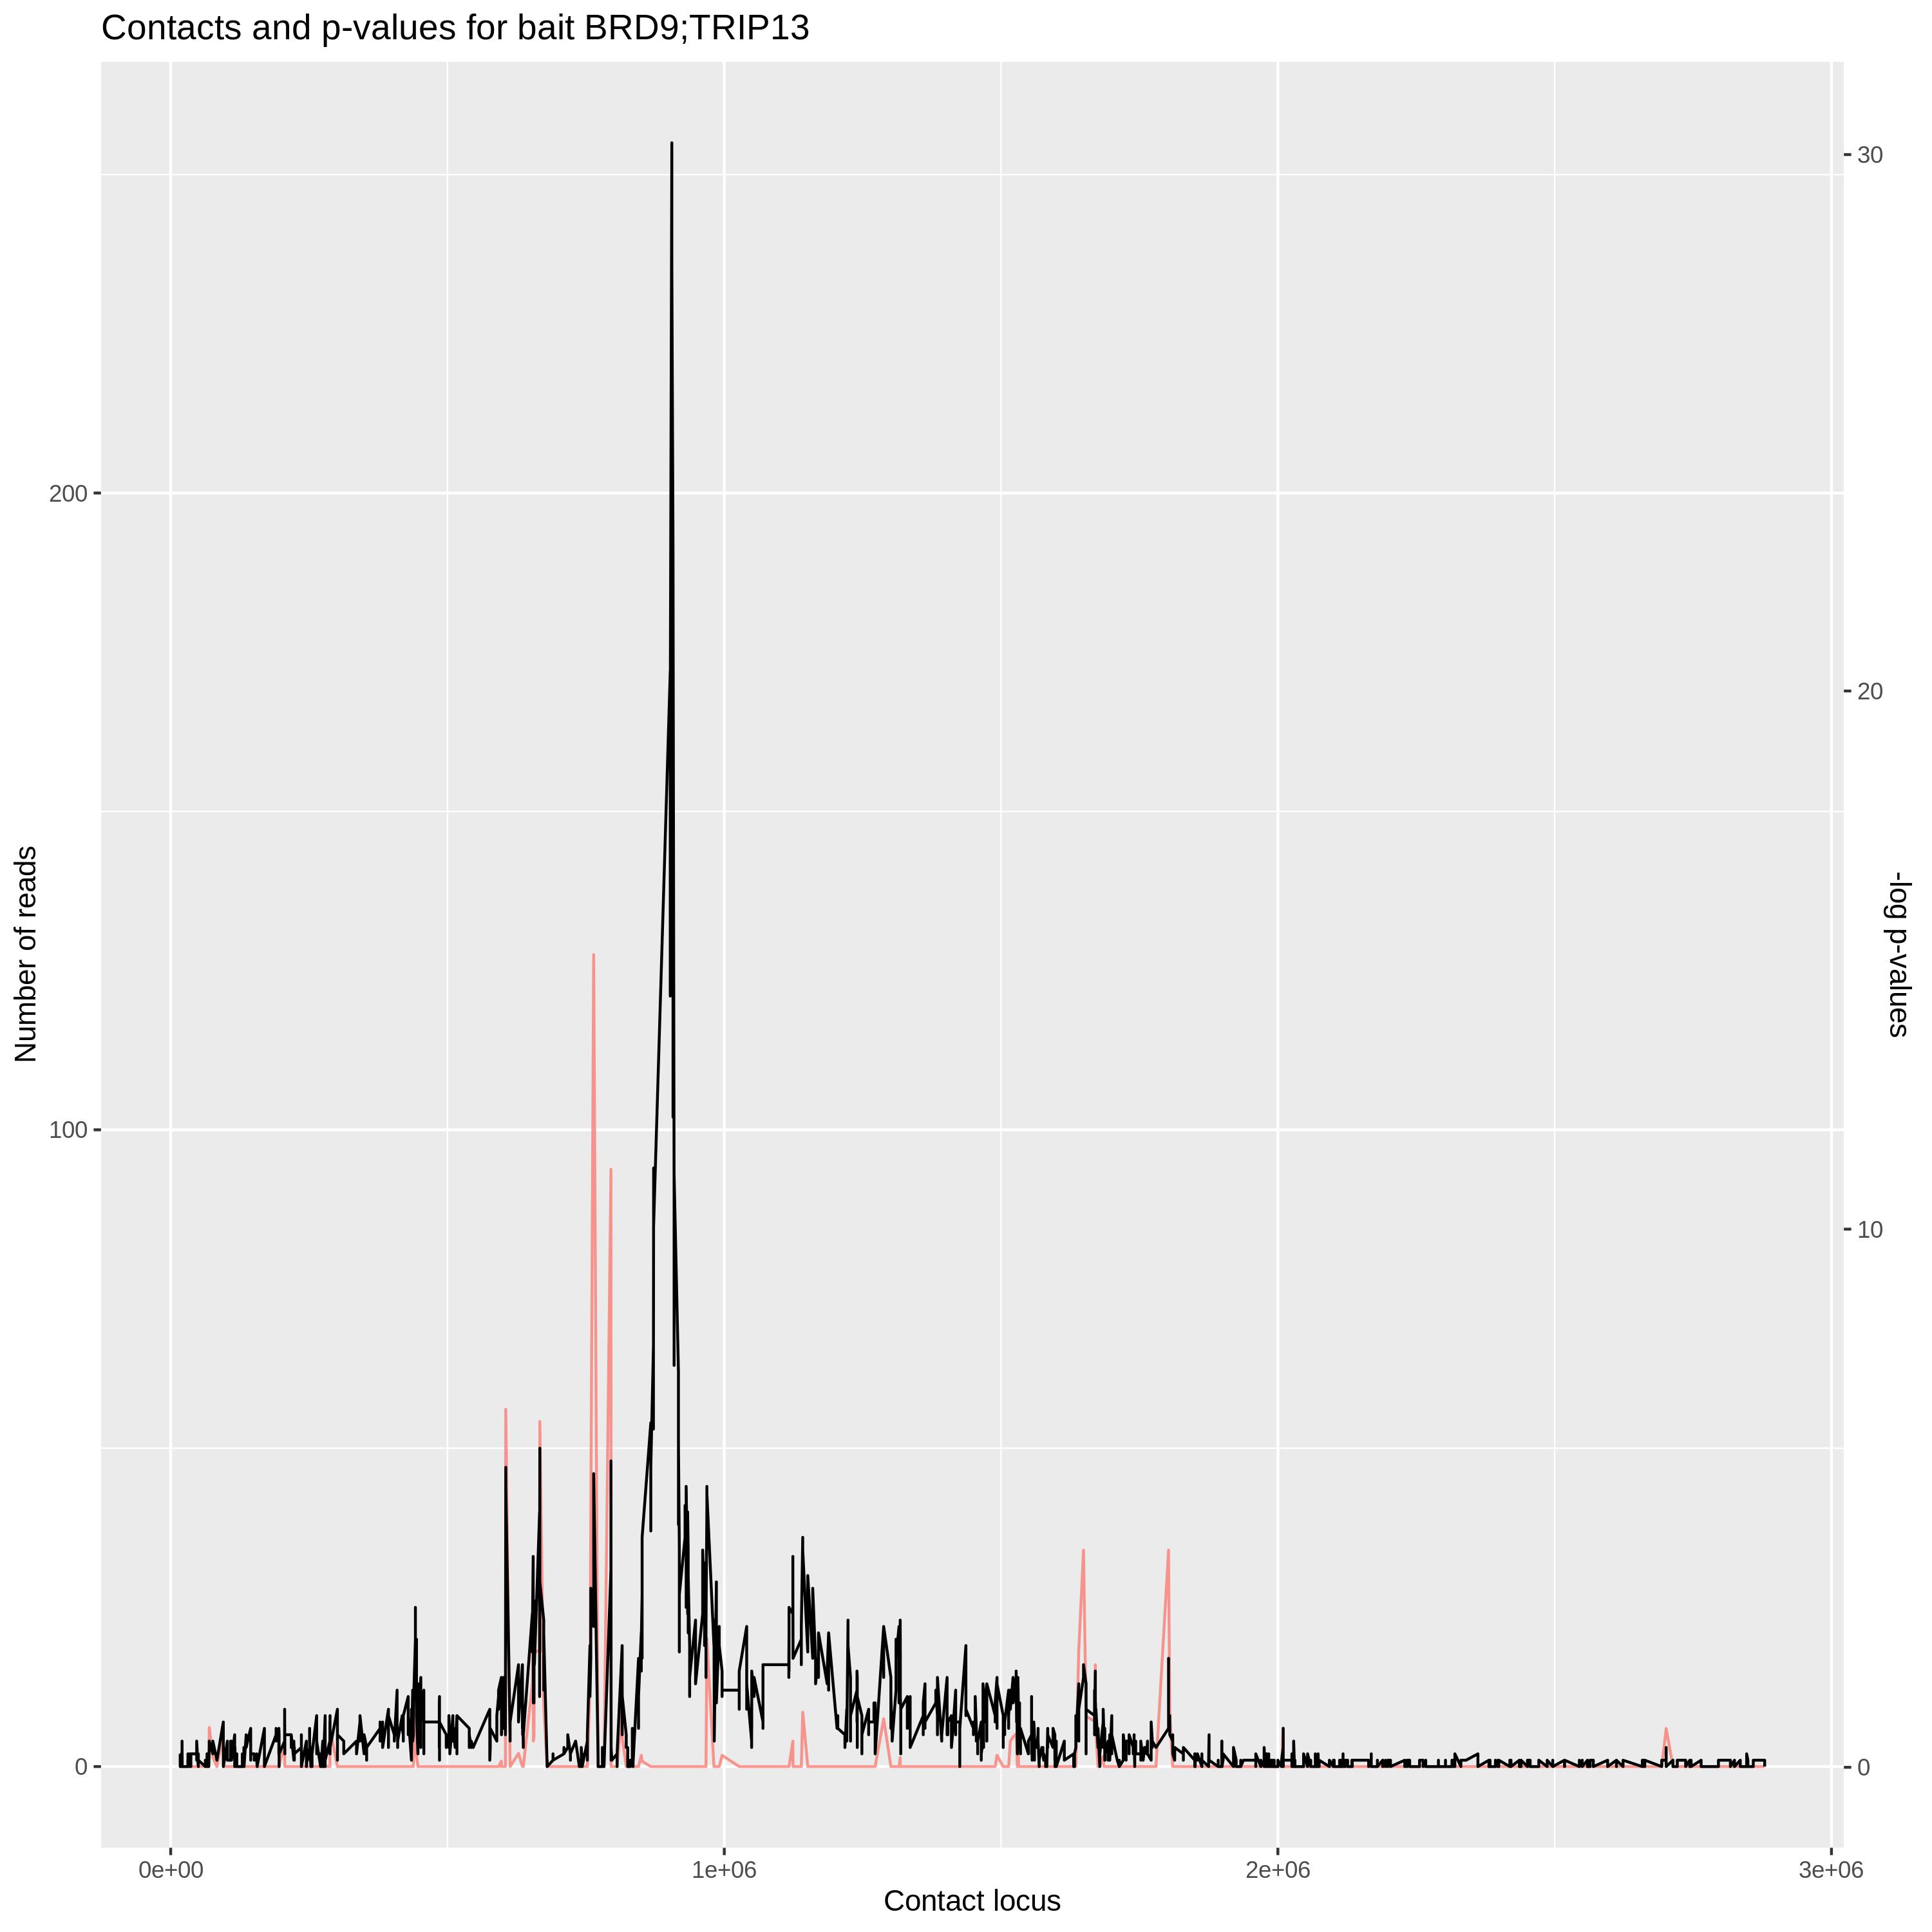 Contacts and p-values for bait BRD9;TRIP13
30
200
20
Number of reads
-log p-values
100
10
0
0
0e+00
1e+06
2e+06
3e+06
Contact locus